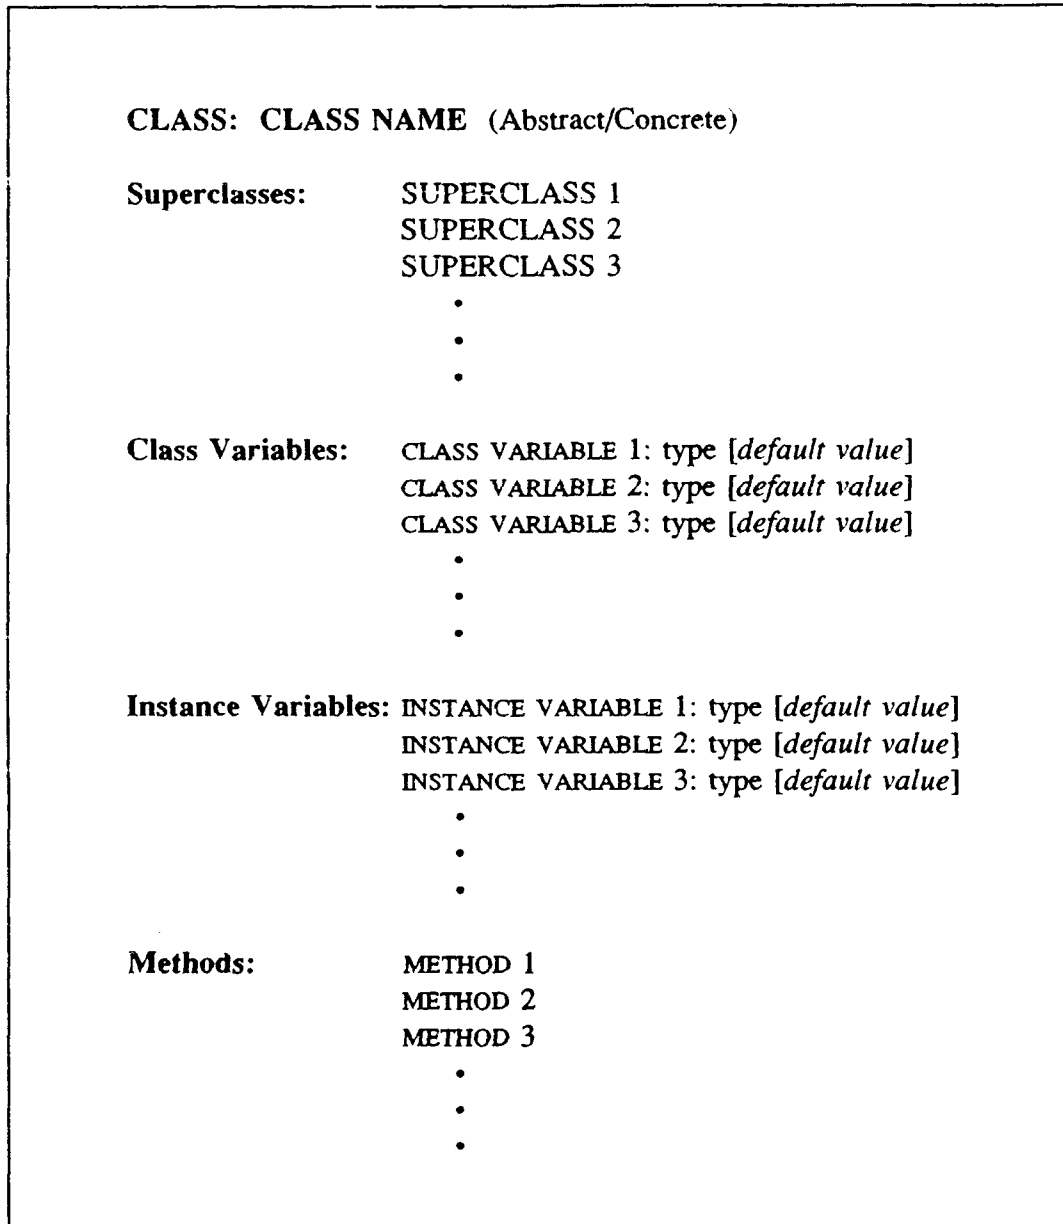 CLASS: CLASS NAME (Abstract/Concrete)
Superclasses: SUPERCLASS 1
SUPERCLASS 2
SUPERCLASS 3
•
•
•
Class Variables: CLASS VARIABLE 1: type [default value]
CLASS VARIABLE 2: type [default value]
CLASS VARIABLE 3: type [default value]
•
•
•
Instance Variables: INSTANCE VARIABLE 1: type [default value]
INSTANCE VARIABLE 2: type [default value]
INSTANCE VARIABLE 3: type [default value]
•
•
•
Methods: METHOD 1
METHOD 2
METHOD 3
•
•
•